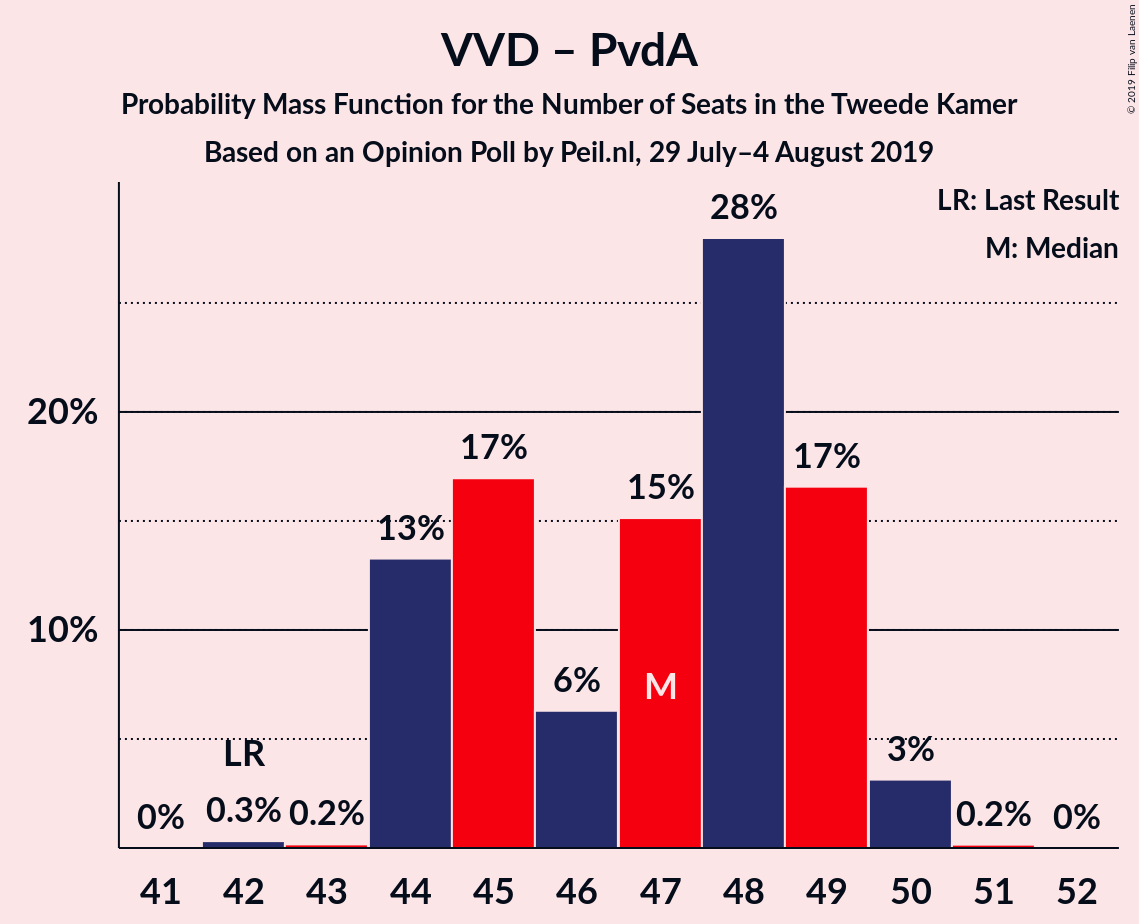 VVD – PvdA
Probability Mass Function for the Number of Seats in the Tweede Kamer
Based on an Opinion Poll by Peil.nl, 29 July–4 August 2019
© 2019 Filip van Laenen
LR: Last Result
M: Median
28%
20%
17%
17%
15%
13%
10%
6%
M
LR
3%
0%
0.3%
0.2%
0.2%
0%
41 42 43 44 45 46 47 48 49 50 51 52